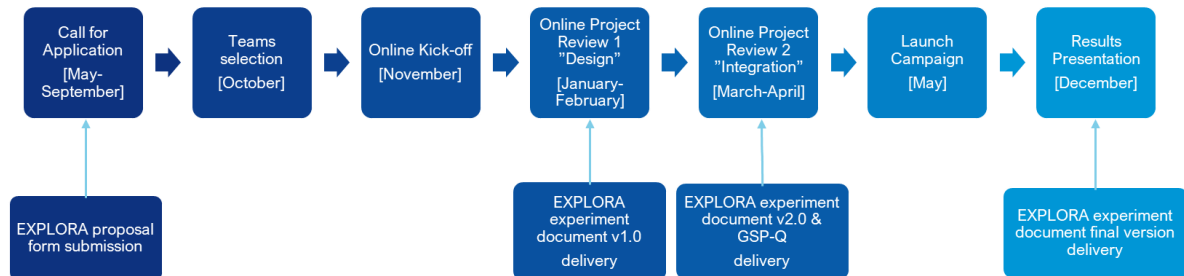 Call for
Application
[May-
September]
Teams
selection
[October]
Online Kick-off
[November]
Online Project
Review 1
"Design"
[January-
February]
Online Project
Review 2
"Integration"
[March-April]
Launch
Campaign
[May]
Results
Presentation
[December]
EXPLORA proposal
form submission
EXPLORA
experiment
document v1.0
delivery
EXPLORA experiment
document v2.0 &
GSP-Q
delivery
EXPLORA experiment
document final version
delivery